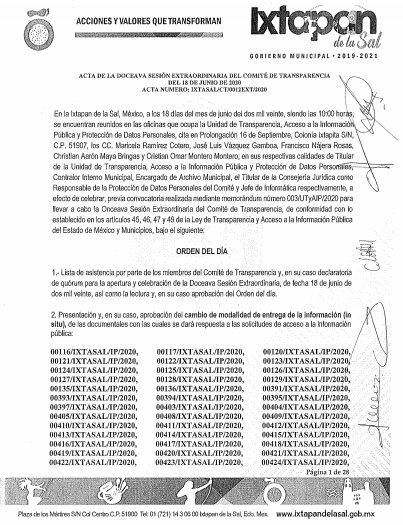 ACCIONES Y VALORES QUE TRANSFORMAN
Ixtapan
de la Sal
GOBIERNO MUNICIPAL • 2019-2021
ACTA DE LA DOCEAVA SESIÓN EXTRAORDINARIA DEL COMITÉ DE TRANSPARENCIA
DEL 18 DE JUNIO DE 2020
ACTA NÚMERO: IXTASAL/CT/0012EXT/2020
En la Ixtapan de la Sal, México, a los 18 días del mes de junio del dos mil veinte, siendo las 10:00 horas,
se encuentran reunidos en las oficinas que ocupa la Unidad de Transparencia, Acceso a la Información
Pública y Protección de Datos Personales, cita en Prolongación 16 de Septiembre, Colonia Ixtapita S/N,
C.P. 51907, los CC. Maricela Ramírez Cotero, José Luis Vázquez Gamboa, Francisco Nájera Rosas,
Christian Aarón Maya Bringas y Cristian Omar Montero Montero; en sus respectivas calidades de Titular
de la Unidad de Transparencia, Acceso a la Información Pública y Protección de Datos Personales,
Contralor Interno Municipal, Encargado de Archivo Municipal, el Titular de la Consejería Jurídica como
Responsable de la Protección de Datos Personales del Comité y Jefe de Informática respectivamente, a
efecto de celebrar, previa convocatoria realizada mediante memorándum número 003/UTyAIP/2020 para
llevar a cabo la Onceava Sesión Extraordinaria del Comité de Transparencia, de conformidad con lo
establecido en los artículos 45, 46, 47 y 49 de la Ley de Transparencia y Acceso a la Información Pública
del Estado de México y Municipios, bajo el siguiente:
ORDEN DEL DÍA
1.- Lista de asistencia por parte de los miembros del Comité de Transparencia y, en su caso declaratoria
de quórum para la apertura y celebración de la Doceava Sesión Extraordinaria, de fecha 18 de junio de
dos mil veinte, así como la lectura y, en su caso aprobación del Orden del día.
2. Presentación y, en su caso, aprobación del cambio de modalidad de entrega de la información (in
situ), de las documentales con las cuales se dará respuesta a las solicitudes de acceso a la información
pública:
00116/IXTASAL/IP/2020, 00117/IXTASAL/IP/2020, 00120/IXTASAL/IP/2020,
00121/IXTASAL/IP/2020, 00122/IXTASAL/IP/2020, 00123/IXTASAL/IP/2020,
00124/IXTASAL/IP/2020, 00125/IXTASAL/IP/2020, 00126/IXTASAL/IP/2020,
00127/IXTASAL/IP/2020, 00128/IXTASAL/IP/2020, 00129/IXTASAL/IP/2020,
00135/IXTASAL/IP/2020, 00136/IXTASAL/IP/2020, 00391/IXTASAL/IP/2020,
00393/IXTASAL/IP/2020, 00394/IXTASAL/IP/2020, 00395/IXTASAL/IP/2020,
00397/IXTASAL/IP/2020, 00403/IXTASAL/IP/2020, 00404/IXTASAL/IP/2020,
00405/IXTASAL/IP/2020, 00408/IXTASAL/IP/2020, 00409/IXTASAL/IP/2020,
00410/IXTASAL/IP/2020, 00411/IXTASAL/IP/2020, 00412/IXTASAL/IP/2020,
00413/IXTASAL/IP/2020, 00414/IXTASAL/IP/2020, 00415/IXTASAL/IP/2020,
00416/IXTASAL/IP/2020, 00417/IXTASAL/IP/2020, 00418/IXTASAL/IP/2020,
00419/IXTASAL/IP/2020, 00420/IXTASAL/IP/2020, 00421/IXTASAL/IP/2020,
00422/IXTASAL/IP/2020, 00423/IXTASAL/IP/2020, 00424/IXTASAL/IP/2020,
Página 1 de 28
Plaza de los Mártires S/N Col Centro C.P. 51900 Tel: 01 (721) 14 3 06 00 Ixtapan de la Sal, Edo. Mex. www.ixtapandelasal.gob.mx